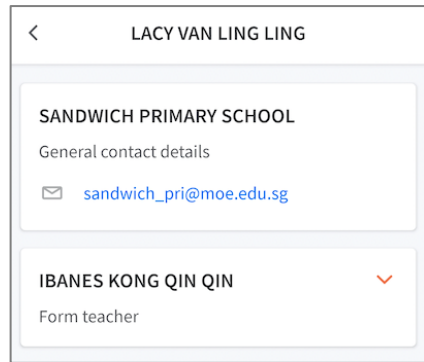 LACY VAN LING LING
SANDWICH PRIMARY SCHOOL
General contact details
sandwich_pri@moe.edu.sg
IBANES KONG QIN QIN
Form teacher